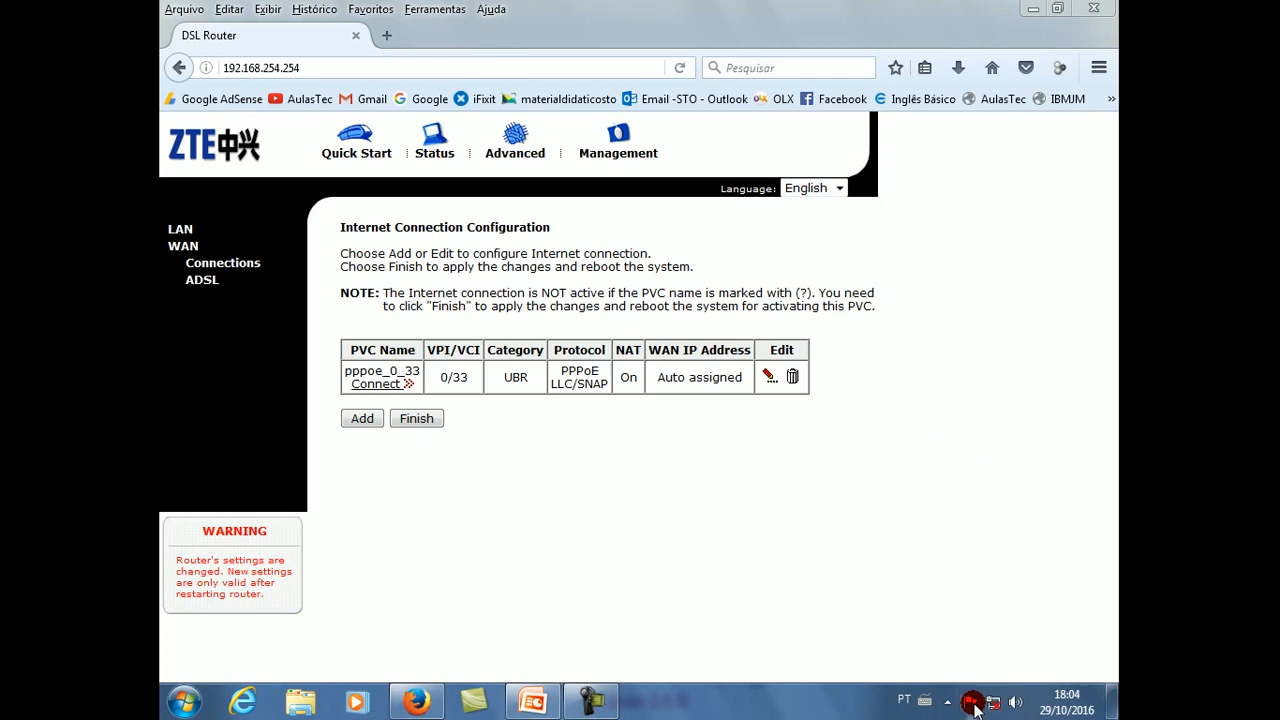 Arquivo Editar Exibir Histórico Favoritos Ferramentas Ajuda
DSL Router
192.168.254.254
Pesquisar
Google AdSense AulasTec Gmail Google iFixit materialdidaticosto Email -STO - Outlook OLX Facebook Inglês Básico AulasTec IBMJM
ZTE中兴
Quick Start Status Advanced Management
Language: English
LAN
WAN
Connections
ADSL
Internet Connection Configuration
Choose Add or Edit to configure Internet connection.
Choose Finish to apply the changes and reboot the system.
NOTE: The Internet connection is NOT active if the PVC name is marked with (?). You need
to click "Finish" to apply the changes and reboot the system for activating this PVC.
PVC Name VPI/VCI Category Protocol NAT WAN IP Address Edit
pppoe_0_33 0/33 UBR PPPoE On Auto assigned
Connect LLC/SNAP
Add Finish
WARNING
Router's settings are
changed. New settings
are only valid after
restarting router.
PT
18:04
29/10/2016